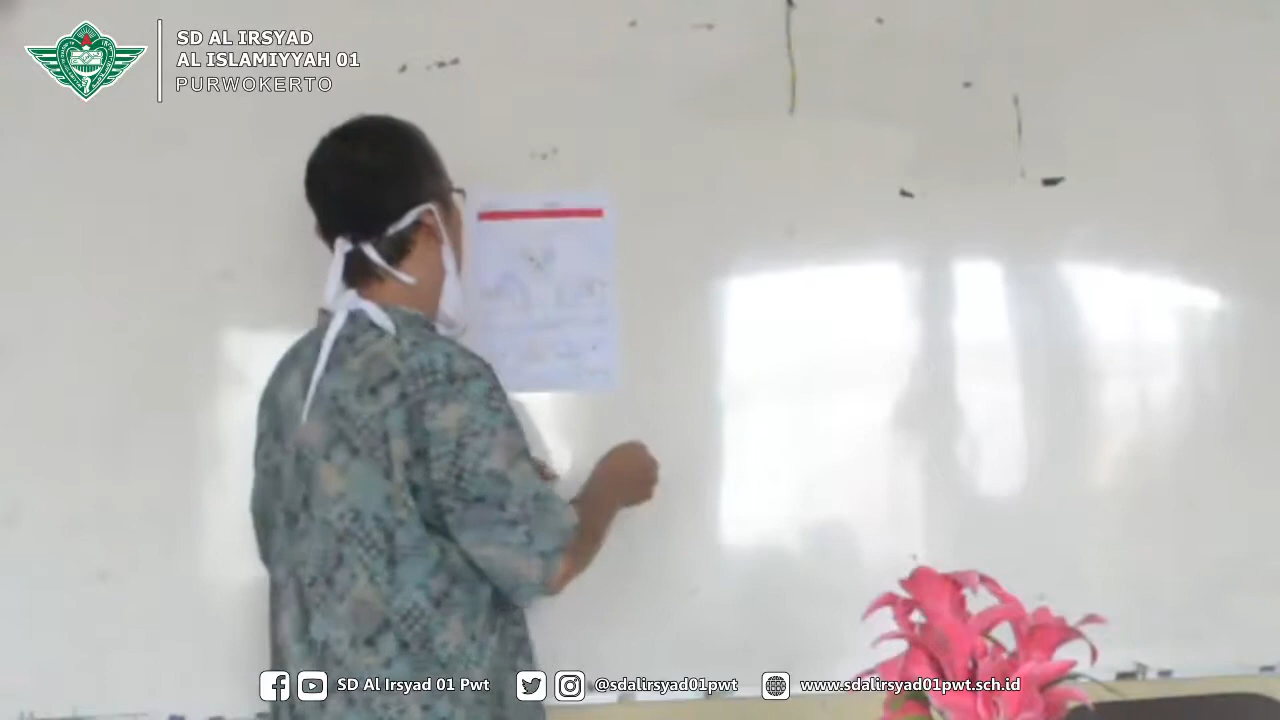 SD AL IRSYAD
AL ISLAMIYYAH 01
PURWOKERTO
SD Al Irsyad 01 Pwt
@sdalirsyad01pwt
www.sdalirsyad01pwt.sch.id